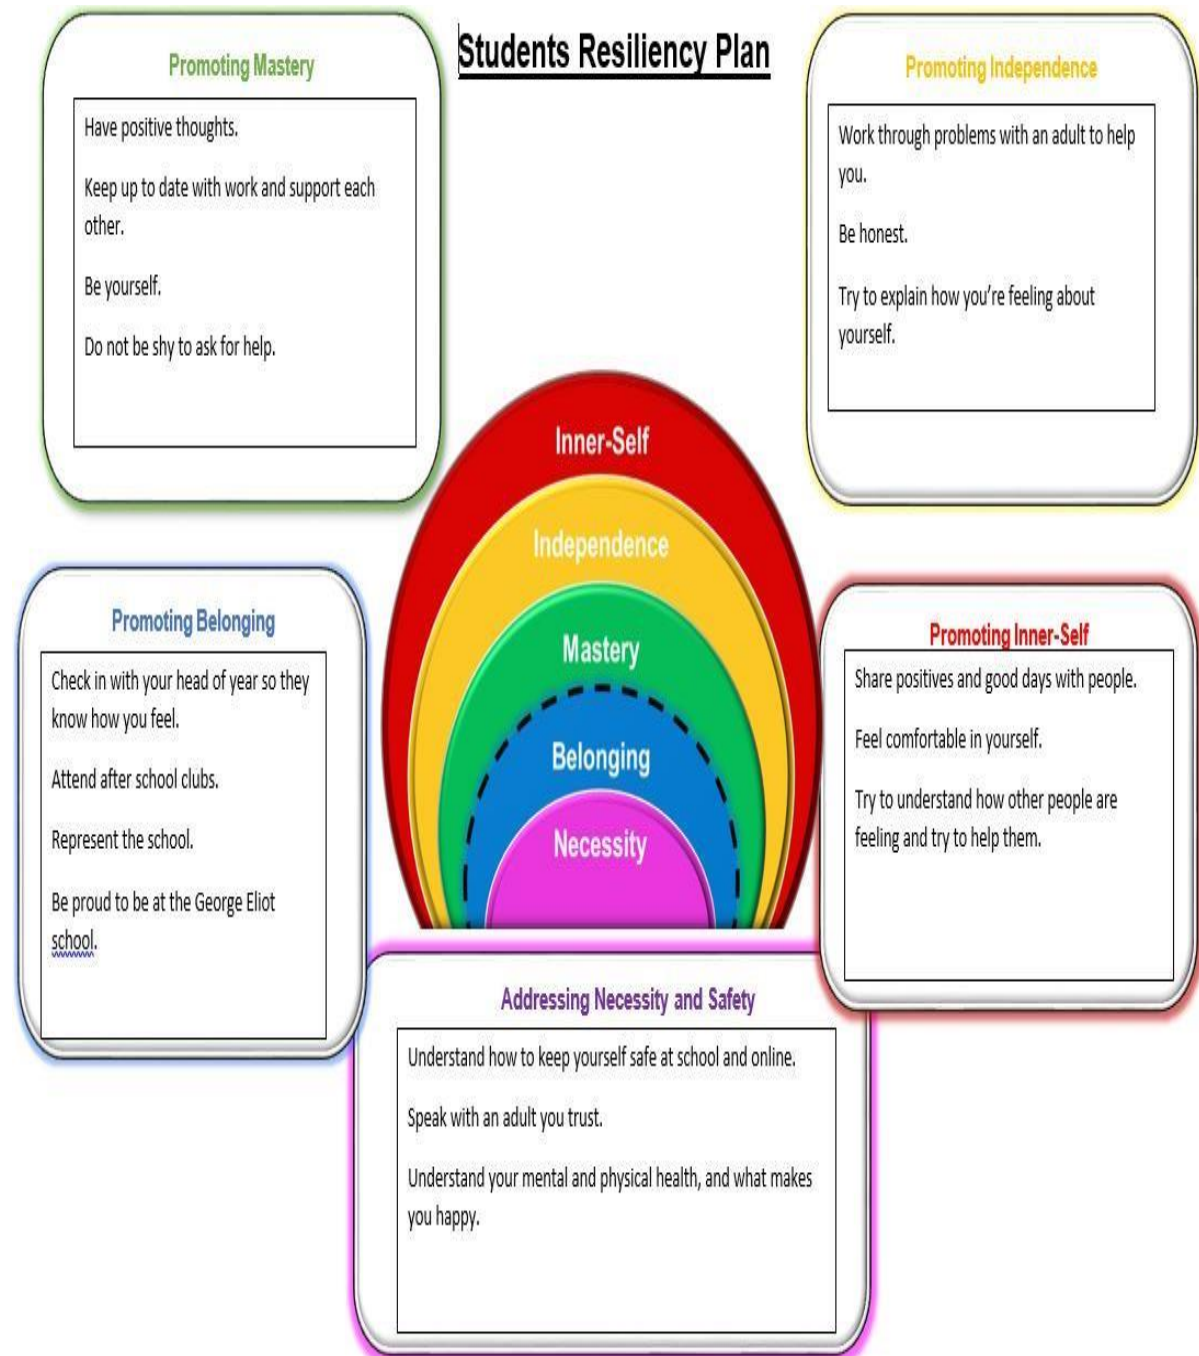 Students Resiliency Plan
Promoting Mastery
Have positive thoughts.
Keep up to date with work and support each
other.
Be yourself.
Do not be shy to ask for help.
Promoting Independence
Work through problems with an adult to help
you.
Be honest.
Try to explain how you’re feeling about
yourself.
Inner-Self
Independence
Mastery
Belonging
Necessity
Promoting Belonging
Check in with your head of year so they
know how you feel.
Attend after school clubs.
Represent the school.
Be proud to be at the George Eliot
school.
Promoting Inner-Self
Share positives and good days with people.
Feel comfortable in yourself.
Try to understand how other people are
feeling and try to help them.
Addressing Necessity and Safety
Understand how to keep yourself safe at school and online.
Speak with an adult you trust.
Understand your mental and physical health, and what makes
you happy.